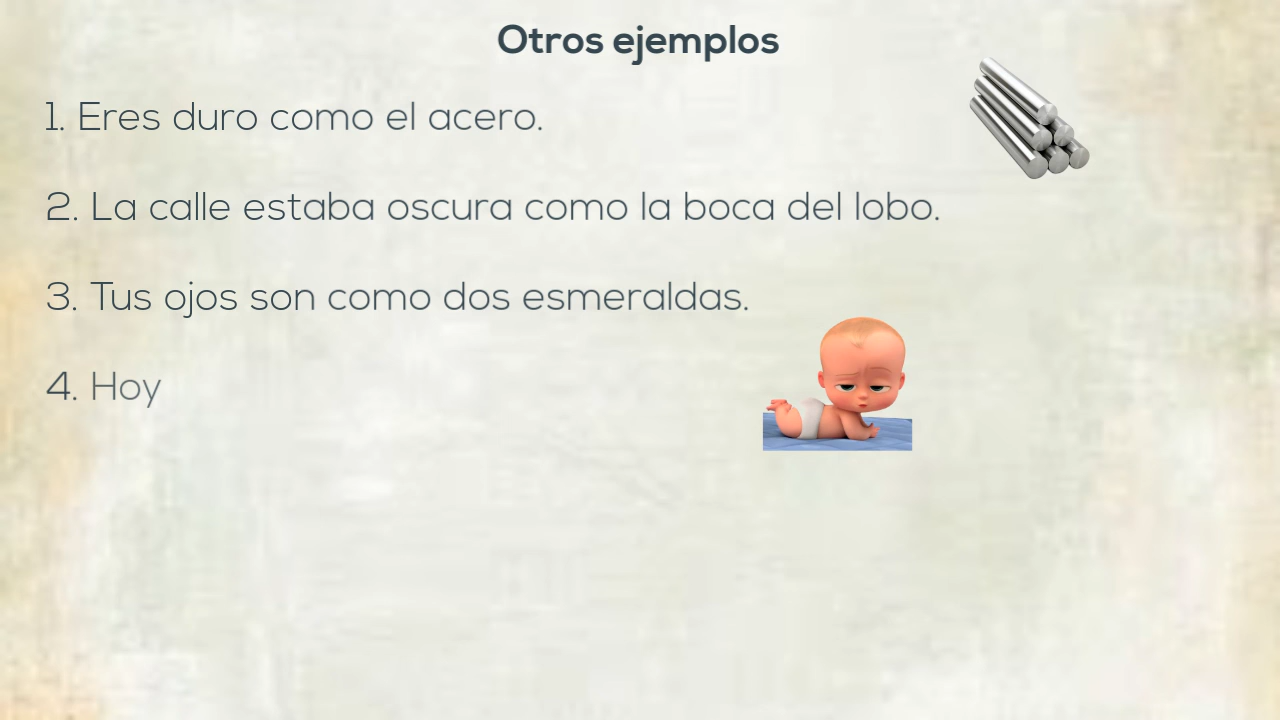 Otros ejemplos
1. Eres duro como el acero.
2. La calle estaba oscura como la boca del lobo.
3. Tus ojos son como dos esmeraldas.
4. Hoy